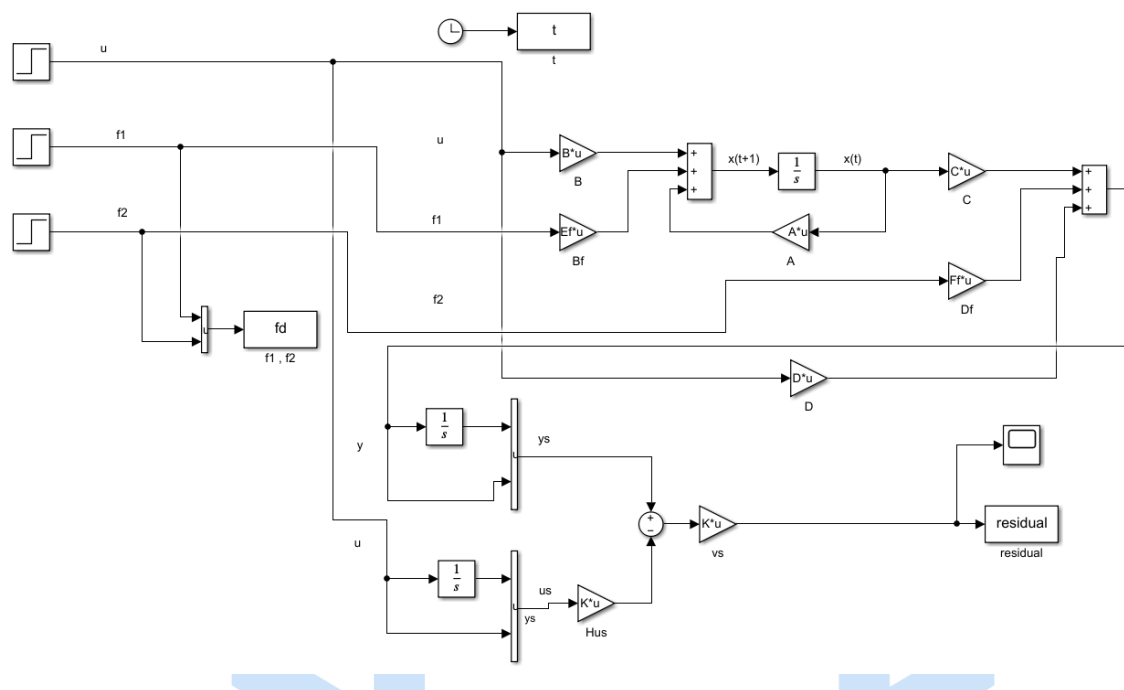 u
t
t
f1
u
B*u
B
x(t+1)
1
s
x(t)
C*u
C
+
+
+
+
+
+
f2
f1
Ef*u
Bf
A*u
A
f2
Ff*u
Df
fd
f1 , f2
D*u
D
1
s
y
ys
+
−
K*u
vs
residual
residual
u
1
s
us
ys
K*u
Hus